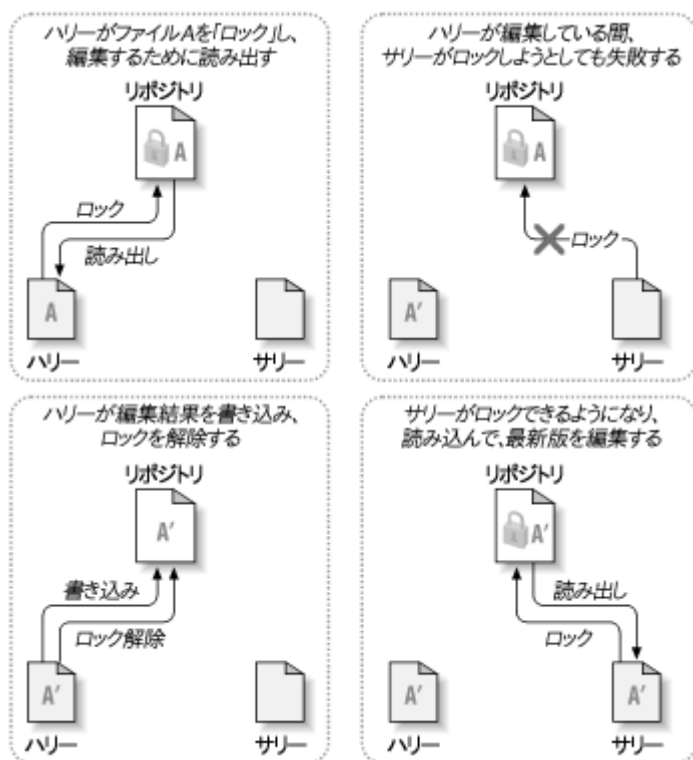 ハリーがファイルAを「ロック」し、
編集するために読み出す
リポジトリ
A
ロック
読み出し
A
ハリー
サリー
ハリーが編集している間、
サリーがロックしようとしても失敗する
リポジトリ
A
ロック
A′
ハリー
サリー
ハリーが編集結果を書き込み、
ロックを解除する
リポジトリ
A′
書き込み
ロック解除
A′
ハリー
サリー
サリーがロックできるようになり、
読み込んで、最新版を編集する
リポジトリ
A′
読み出し
ロック
A′
ハリー
A′
サリー